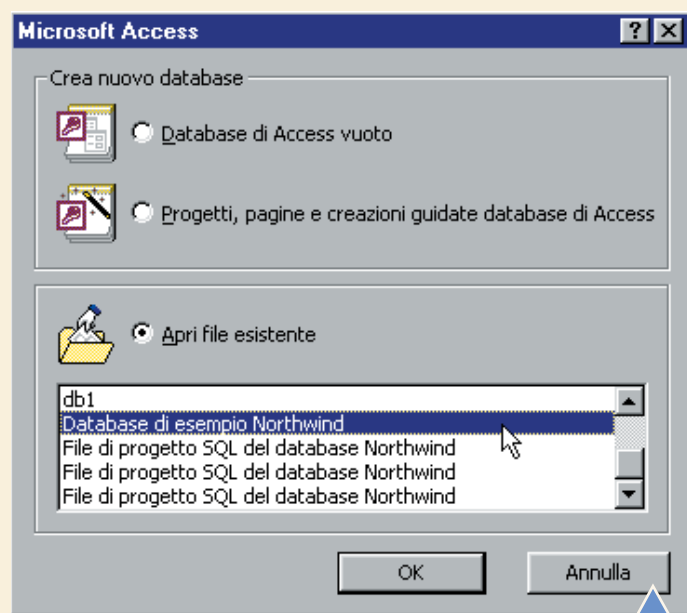 Microsoft Access
Crea nuovo database
Database di Access vuoto
Progetti, pagine e creazioni guidate database di Access
Apri file esistente
db1
Database di esempio Northwind
File di progetto SQL del database Northwind
File di progetto SQL del database Northwind
File di progetto SQL del database Northwind
OK
Annulla